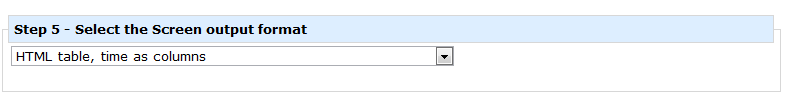 Step 5 - Select the Screen output format
HTML table, time as columns